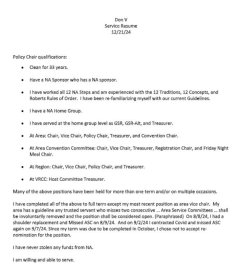 Don V
Service Resume
12/21/24
Policy Chair qualifications:
• Clean for 33 years.
• Have a NA Sponsor who has a NA sponsor.
• I have worked all 12 NA Steps and am experienced with the 12 Traditions, 12 Concepts, and
Roberts Rules of Order. I have been re-familiarizing myself with our current Guidelines.
• I have a NA Home Group.
• I have served at the home group level as GSR, GSR-Alt, and Treasurer.
• At Area: Chair, Vice Chair, Policy Chair, Treasurer, and Convention Chair.
• At Area Convention Committee: Chair, Vice Chair, Treasurer, Registration Chair, and Friday Night
Meal Chair.
• At Region: Chair, Vice Chair, Policy Chair, and Treasurer.
• At VRCC: Host Committee Treasurer.
Many of the above positions have been held for more than one term and/or on multiple occasions.
I have completed all of the above to full term except my most recent position as area vice chair. My
area has a guideline any trusted servant who misses two consecutive … Area Service Committees … shall
be involuntarily removed and the position shall be considered open. (Paraphrased) On 8/8/24, I had a
shoulder replacement and Missed ASC on 8/9/24. And on 9/2/24 I contracted Covid and missed ASC
again on 9/7/24. Since my term was due to be completed in October, I chose not to accept re-
nomination for the position.
I have never stolen any funds from NA.
I am willing and able to serve.